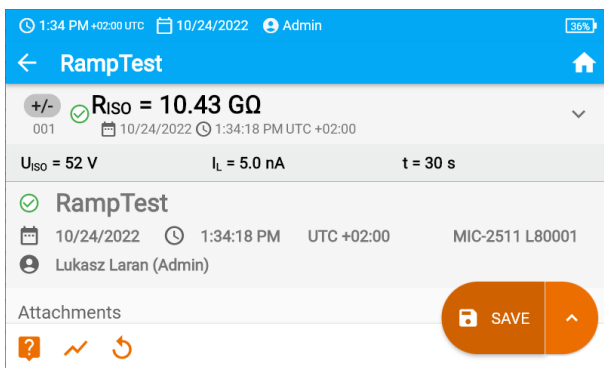 1:34 PM +02:00 UTC 10/24/2022 Admin 36%
RampTest
+/- RISO = 10.43 GΩ
001 10/24/2022 1:34:18 PM UTC +02:00
UISO = 52 V IL = 5.0 nA t = 30 s
RampTest
10/24/2022 1:34:18 PM UTC +02:00 MIC-2511 L80001
Lukasz Laran (Admin)
Attachments
SAVE
?